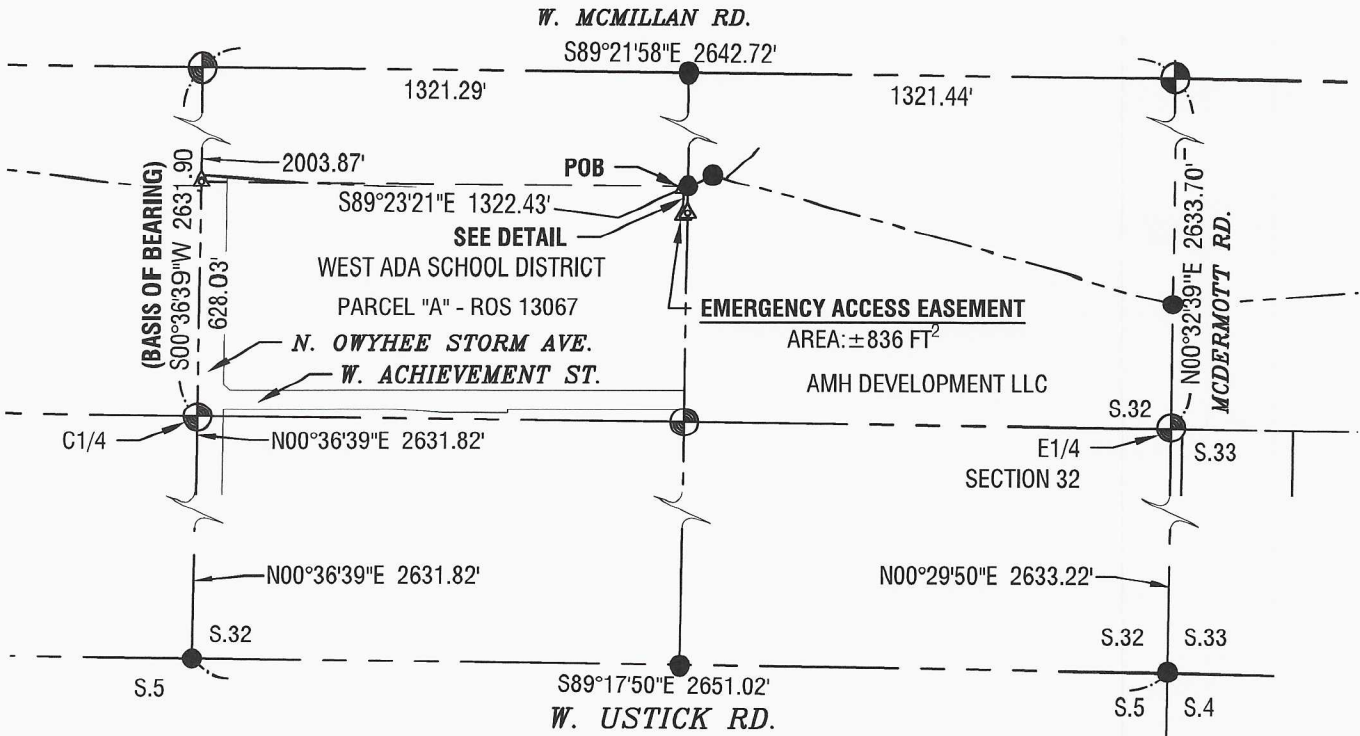 W. MCMILLAN RD.
S89°21'58"E 2642.72'
1321.29'
1321.44'
(BASIS OF BEARING)
S00°36'39"W 2631.90
2003.87'
628.03'
POB
S89°23'21"E 1322.43'
SEE DETAIL
WEST ADA SCHOOL DISTRICT
PARCEL "A" - ROS 13067
N. OWYHEE STORM AVE.
W. ACHIEVEMENT ST.
EMERGENCY ACCESS EASEMENT
AREA:±836 FT²
AMH DEVELOPMENT LLC
N00°32'39"E 2633.70'
MCDERMOTT RD.
C1/4
N00°36'39"E 2631.82'
S.32
E1/4
S.33
SECTION 32
N00°36'39"E 2631.82'
N00°29'50"E 2633.22'
S.32
S.32
S.33
S.5
S89°17'50"E 2651.02'
S.5
S.4
W. USTICK RD.